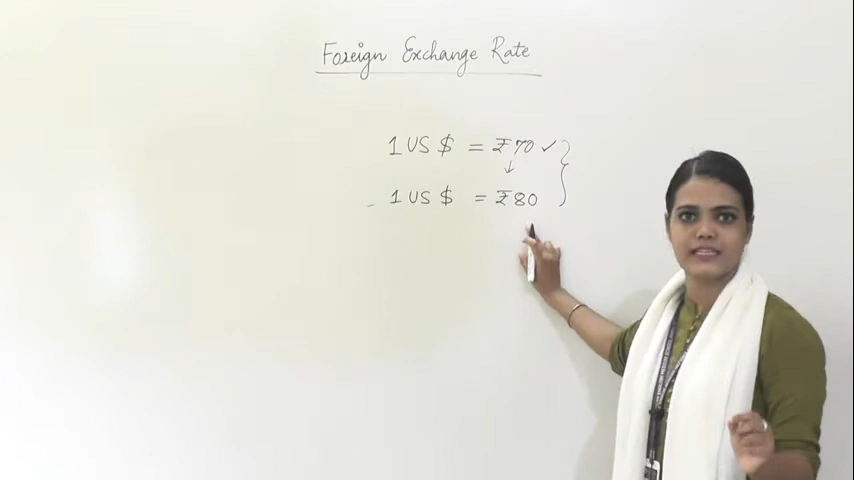 Foreign Exchange Rate
1 US $ = ₹70 ✓
1 US $ = ₹80